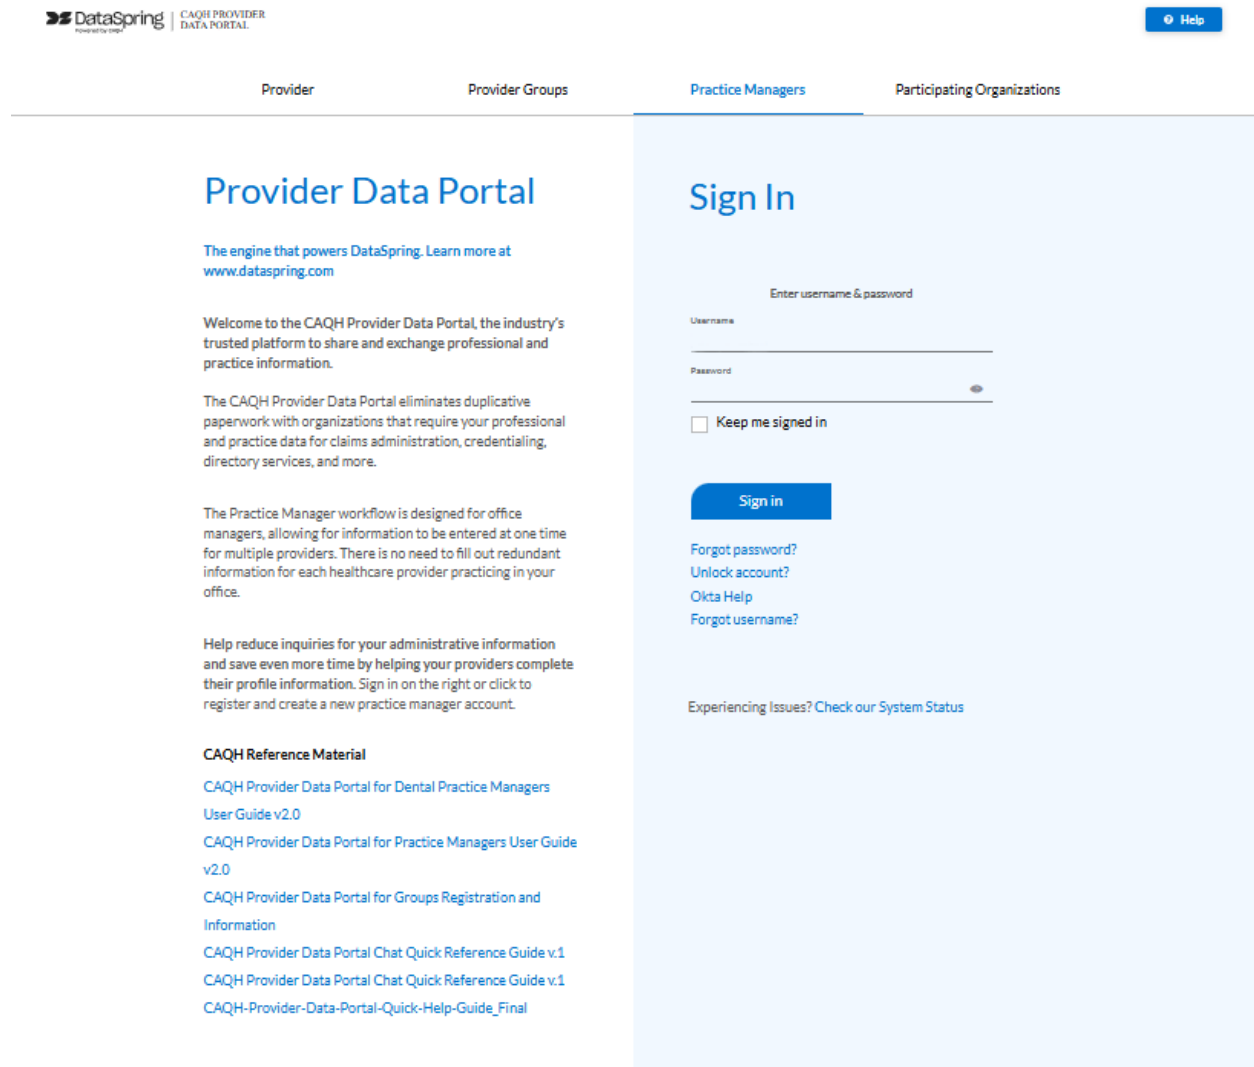 DataSpring
Powered by CAQH
CAQH PROVIDER
DATA PORTAL
Help
Provider
Provider Groups
Practice Managers
Participating Organizations
Provider Data Portal
The engine that powers DataSpring. Learn more at
www.dataspring.com
Welcome to the CAQH Provider Data Portal, the industry's
trusted platform to share and exchange professional and
practice information.
The CAQH Provider Data Portal eliminates duplicative
paperwork with organizations that require your professional
and practice data for claims administration, credentialing,
directory services, and more.
The Practice Manager workflow is designed for office
managers, allowing for information to be entered at one time
for multiple providers. There is no need to fill out redundant
information for each healthcare provider practicing in your
office.
Help reduce inquiries for your administrative information
and save even more time by helping your providers complete
their profile information. Sign in on the right or click to
register and create a new practice manager account.
CAQH Reference Material
CAQH Provider Data Portal for Dental Practice Managers
User Guide v2.0
CAQH Provider Data Portal for Practice Managers User Guide
v2.0
CAQH Provider Data Portal for Groups Registration and
Information
CAQH Provider Data Portal Chat Quick Reference Guide v.1
CAQH Provider Data Portal Chat Quick Reference Guide v.1
CAQH-Provider-Data-Portal-Quick-Help-Guide_Final
Sign In
Enter username & password
Username
Password
Keep me signed in
Sign in
Forgot password?
Unlock account?
Okta Help
Forgot username?
Experiencing Issues? Check our System Status